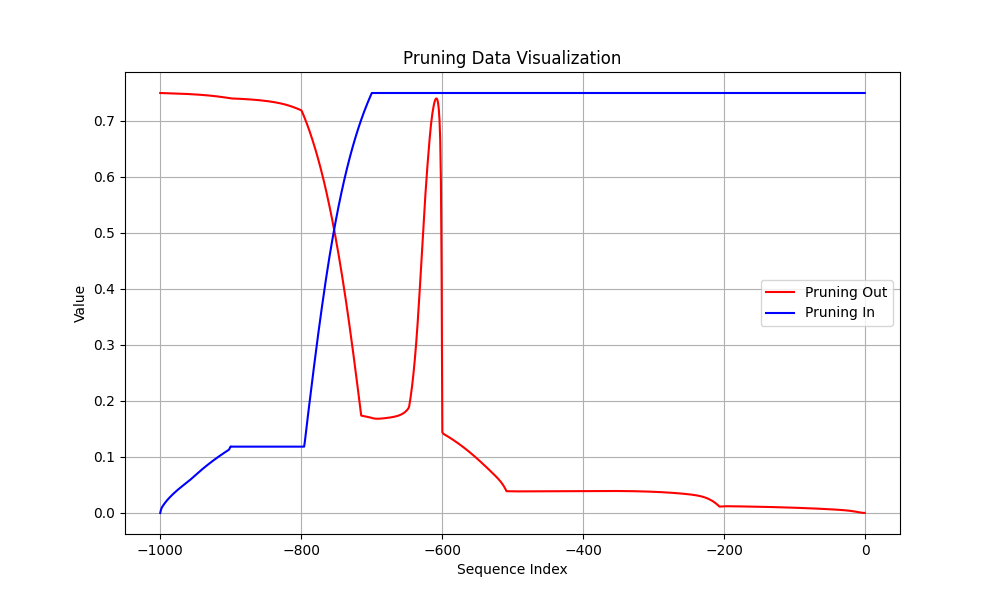 Pruning Data Visualization
Value
0.7
0.6
0.5
0.4
0.3
0.2
0.1
0.0
Pruning Out
Pruning In
−1000 −800 −600 −400 −200 0
Sequence Index